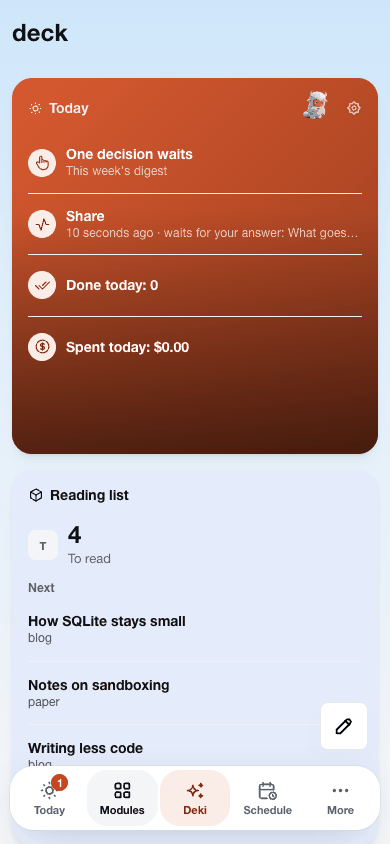 deck
Today
One decision waits
This week's digest
Share
10 seconds ago · waits for your answer: What goes…
Done today: 0
Spent today: $0.00
Reading list
T
4
To read
Next
How SQLite stays small
blog
Notes on sandboxing
paper
Writing less code
blog
1
Today
Modules
Deki
Schedule
More